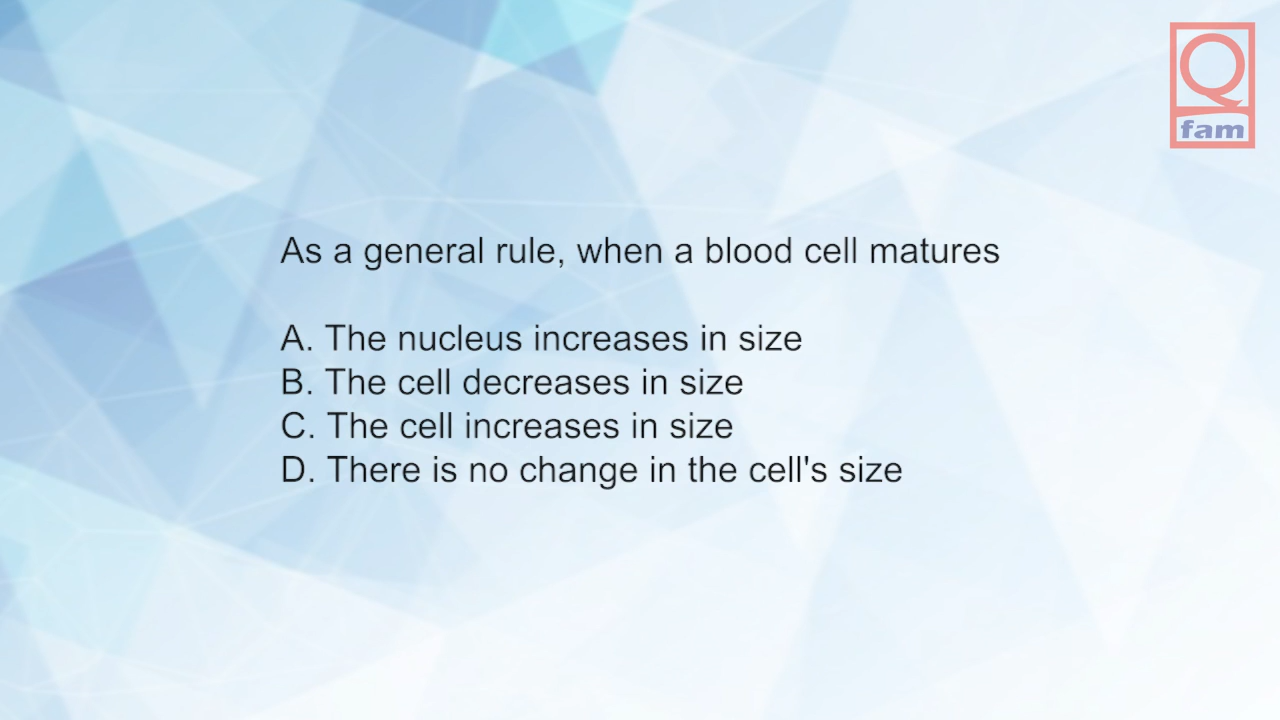 Q
fam
As a general rule, when a blood cell matures
A. The nucleus increases in size
B. The cell decreases in size
C. The cell increases in size
D. There is no change in the cell's size